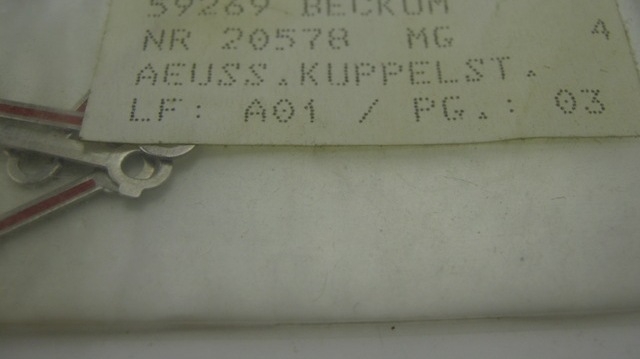 59269 BECKUM
NR 20578 MG 4
AEUSS.KUPPELST.
LF: A01 / PG.: 03